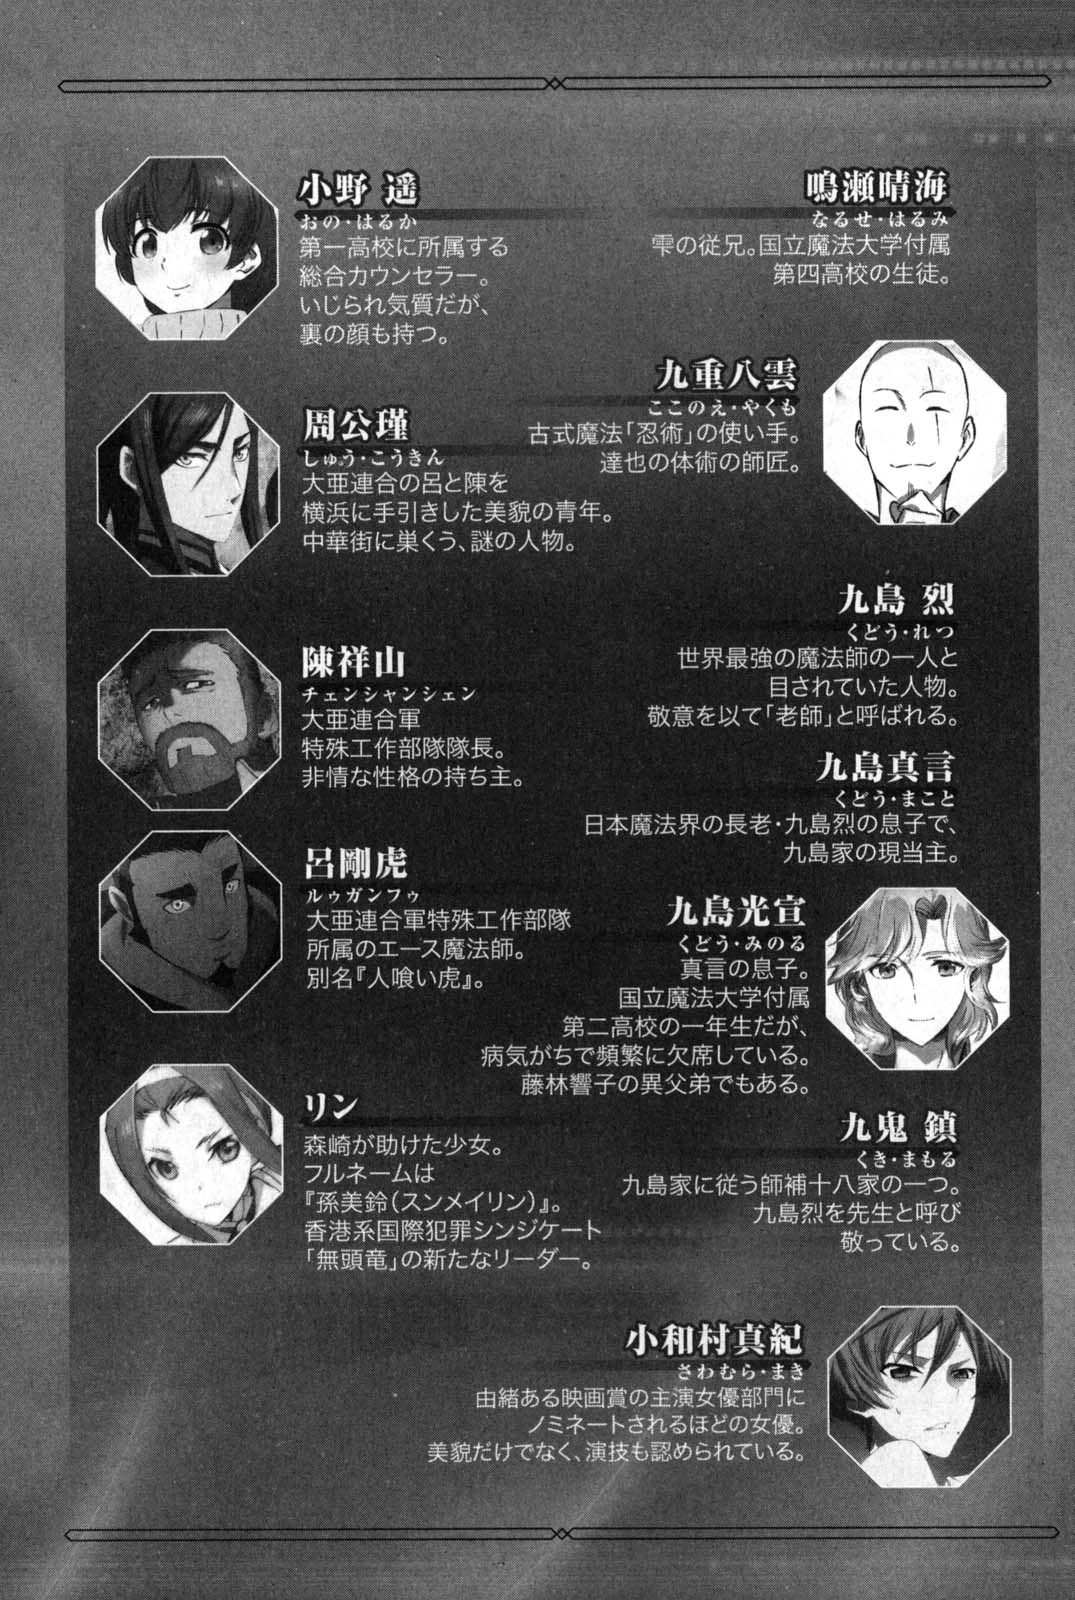 小野 遥
おの・はるか
第一高校に所属する
総合カウンセラー。
いじられ気質だが、
裏の顔も持つ。
周公瑾
しゅう・こうきん
大亜連合の呂と陳を
横浜に手引きした美貌の青年。
中華街に巣くう、謎の人物。
陳祥山
チェンシャンシェン
大亜連合軍
特殊工作部隊隊長。
非情な性格の持ち主。
呂剛虎
ルゥガンフゥ
大亜連合軍特殊工作部隊
所属のエース魔法師。
別名『人喰い虎』。
リン
森崎が助けた少女。
フルネームは
『孫美鈴(スンメイリン)』。
香港系国際犯罪シンジケート
「無頭竜」の新たなリーダー。
鳴瀬晴海
なるせ・はるみ
雫の従兄。国立魔法大学付属
第四高校の生徒。
九重八雲
ここのえ・やくも
古式魔法「忍術」の使い手。
達也の体術の師匠。
九島 烈
くどう・れつ
世界最強の魔法師の一人と
目されていた人物。
敬意を以て「老師」と呼ばれる。
九島真言
くどう・まこと
日本魔法界の長老・九島烈の息子で、
九島家の現当主。
九島光宣
くどう・みのる
真言の息子。
国立魔法大学付属
第二高校の一年生だが、
病気がちで頻繁に欠席している。
藤林響子の異父弟でもある。
九鬼 鎮
くき・まもる
九島家に従う師補十八家の一つ。
九島烈を先生と呼び
敬っている。
小和村真紀
さわむら・まき
由緒ある映画賞の主演女優部門に
ノミネートされるほどの女優。
美貌だけでなく、演技も認められている。